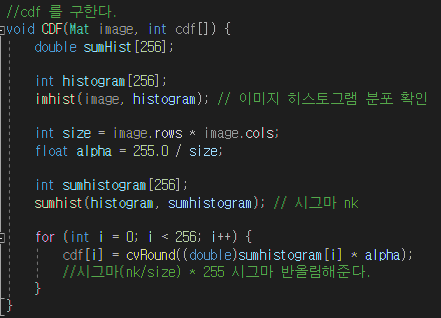 //cdf 를 구한다.
void CDF(Mat image, int cdf[]) {
double sumHist[256];
int histogram[256];
imhist(image, histogram); // 이미지 히스토그램 분포 확인
int size = image.rows * image.cols;
float alpha = 255.0 / size;
int sumhistogram[256];
sumhist(histogram, sumhistogram); // 시그마 nk
for (int i = 0; i < 256; i++) {
cdf[i] = cvRound((double)sumhistogram[i] * alpha);
//시그마(nk/size) * 255 시그마 반올림해준다.
}
}